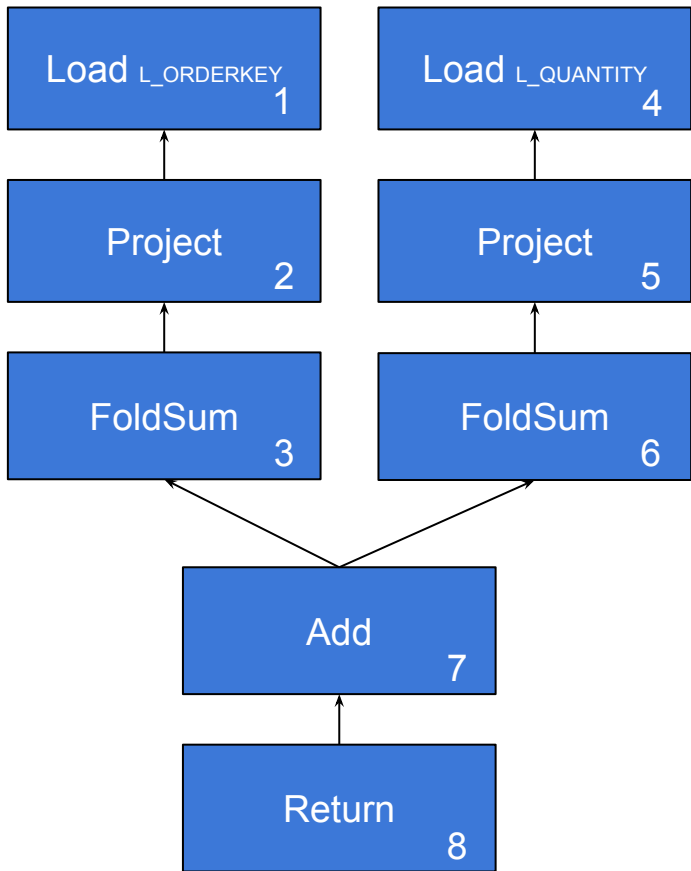 Load L_ORDERKEY
1
Load L_QUANTITY
4
Project
2
Project
5
FoldSum
3
FoldSum
6
Add
7
Return
8